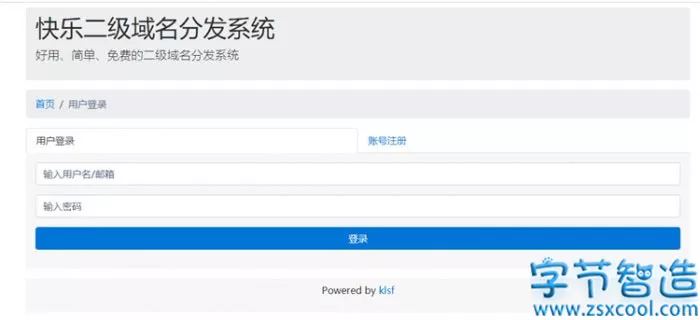 快乐二级域名分发系统
好用、简单、免费的二级域名分发系统
首页 / 用户登录
用户登录 账号注册
输入用户名/邮箱
输入密码
登录
Powered by klsf
字节智造
www.zsxcool.com